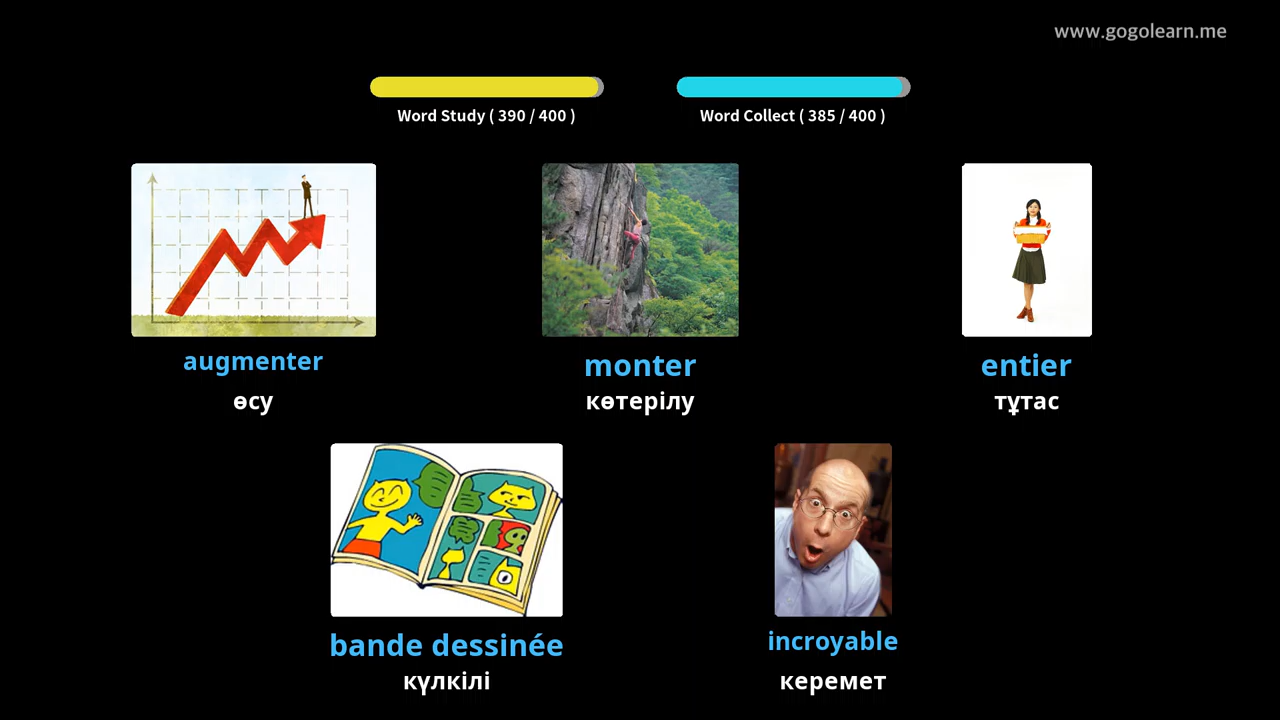 www.gogolearn.me
Word Study ( 390 / 400 )
Word Collect ( 385 / 400 )
augmenter
өсу
monter
көтерілу
entier
тұтас
bande dessinée
күлкілі
incroyable
керемет